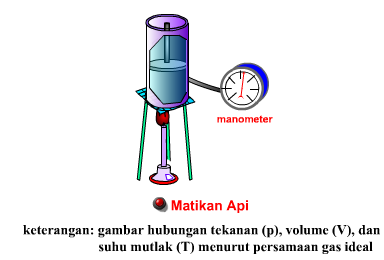 manometer
Matikan Api
keterangan: gambar hubungan tekanan (p), volume (V), dan
suhu mutlak (T) menurut persamaan gas ideal